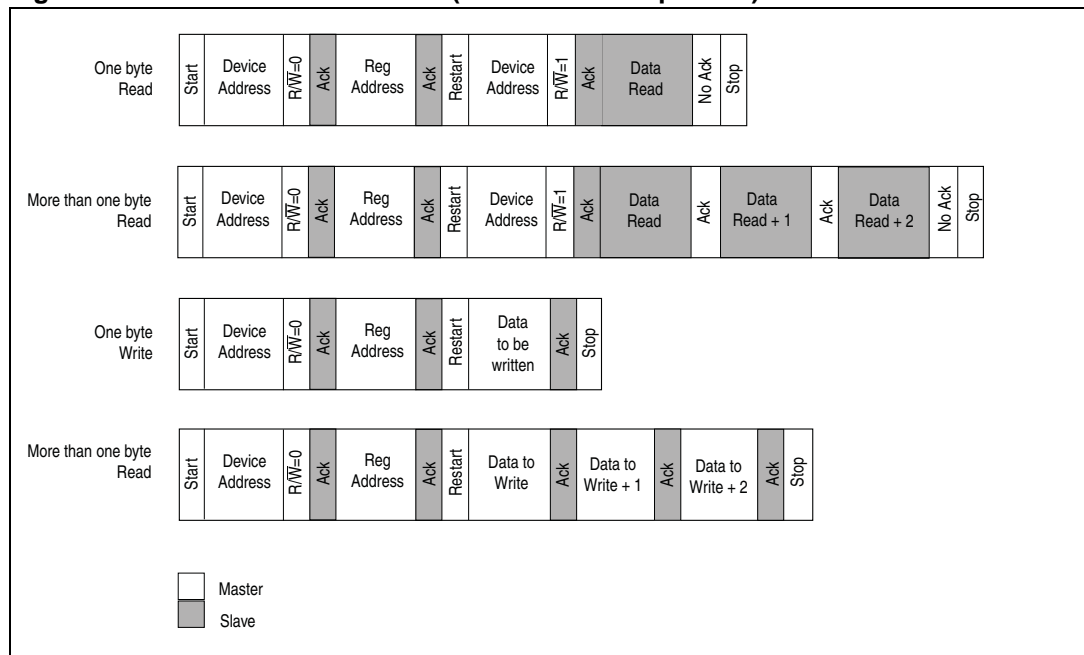 One byte
Read
Start
Device
Address
R/W̅=0
Ack
Reg
Address
Ack
Restart
Device
Address
R/W̅=1
Ack
Data
Read
No Ack
Stop
More than one byte
Read
Start
Device
Address
R/W̅=0
Ack
Reg
Address
Ack
Restart
Device
Address
R/W̅=1
Ack
Data
Read
Ack
Data
Read + 1
Ack
Data
Read + 2
No Ack
Stop
One byte
Write
Start
Device
Address
R/W̅=0
Ack
Reg
Address
Ack
Restart
Data
to be
written
Ack
Stop
More than one byte
Read
Start
Device
Address
R/W̅=0
Ack
Reg
Address
Ack
Restart
Data to
Write
Ack
Data to
Write + 1
Ack
Data to
Write + 2
Ack
Stop
Master
Slave